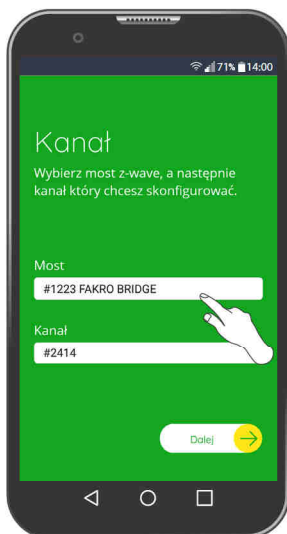 71% 14:00
Kanał
Wybierz most z-wave, a następnie
kanał który chcesz skonfigurować.
Most
#1223 FAKRO BRIDGE
Kanał
#2414
Dalej